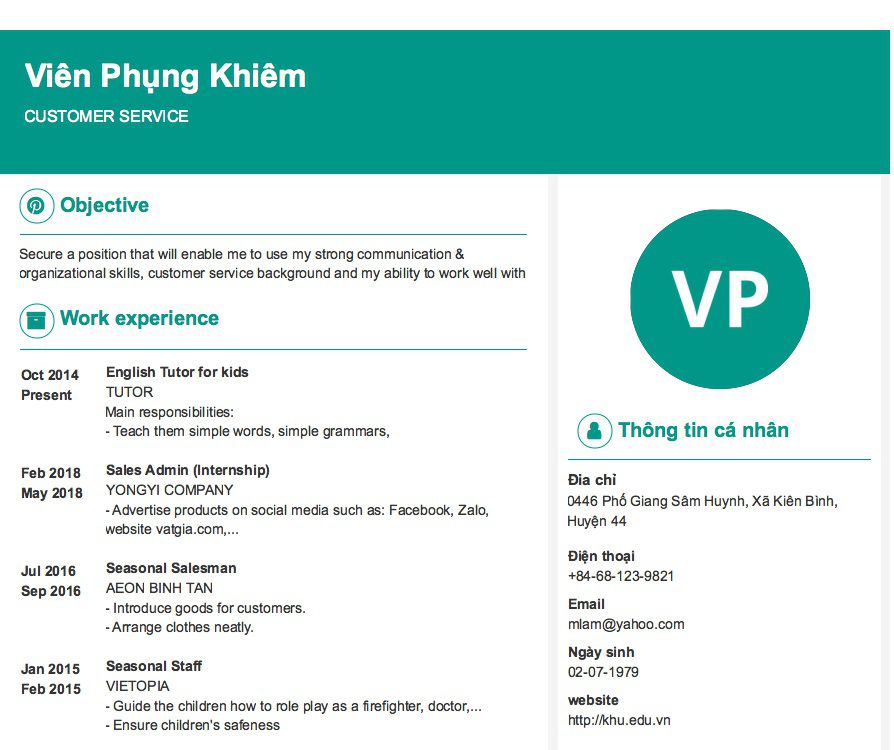 Viên Phụng Khiêm
CUSTOMER SERVICE
Objective
Secure a position that will enable me to use my strong communication &
organizational skills, customer service background and my ability to work well with
Work experience
Oct 2014
Present
English Tutor for kids
TUTOR
Main responsibilities:
- Teach them simple words, simple grammars,
Feb 2018
May 2018
Sales Admin (Internship)
YONGYI COMPANY
- Advertise products on social media such as: Facebook, Zalo,
website vatgia.com,...
Jul 2016
Sep 2016
Seasonal Salesman
AEON BINH TAN
- Introduce goods for customers.
- Arrange clothes neatly.
Jan 2015
Feb 2015
Seasonal Staff
VIETOPIA
- Guide the children how to role play as a firefighter, doctor,...
- Ensure children's safeness
VP
Thông tin cá nhân
Đia chỉ
0446 Phố Giang Sâm Huynh, Xã Kiên Bình,
Huyện 44
Điện thoại
+84-68-123-9821
Email
mlam@yahoo.com
Ngày sinh
02-07-1979
website
http://khu.edu.vn